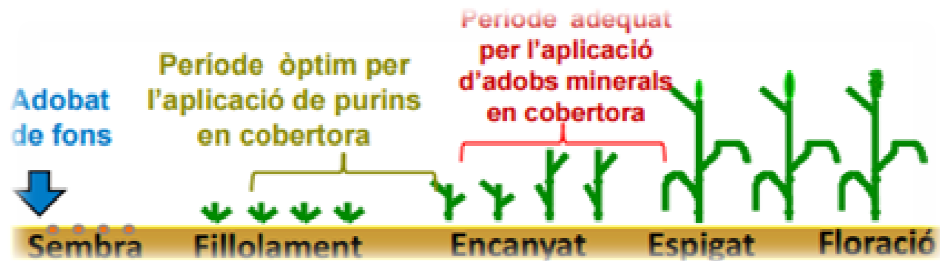 Adobat
de fons
Període òptim per
l'aplicació de purins
en cobertora
Període adequat
per l'aplicació
d'adobs minerals
en cobertora
Sembra
Fillolament
Encanyat
Espigat
Floració